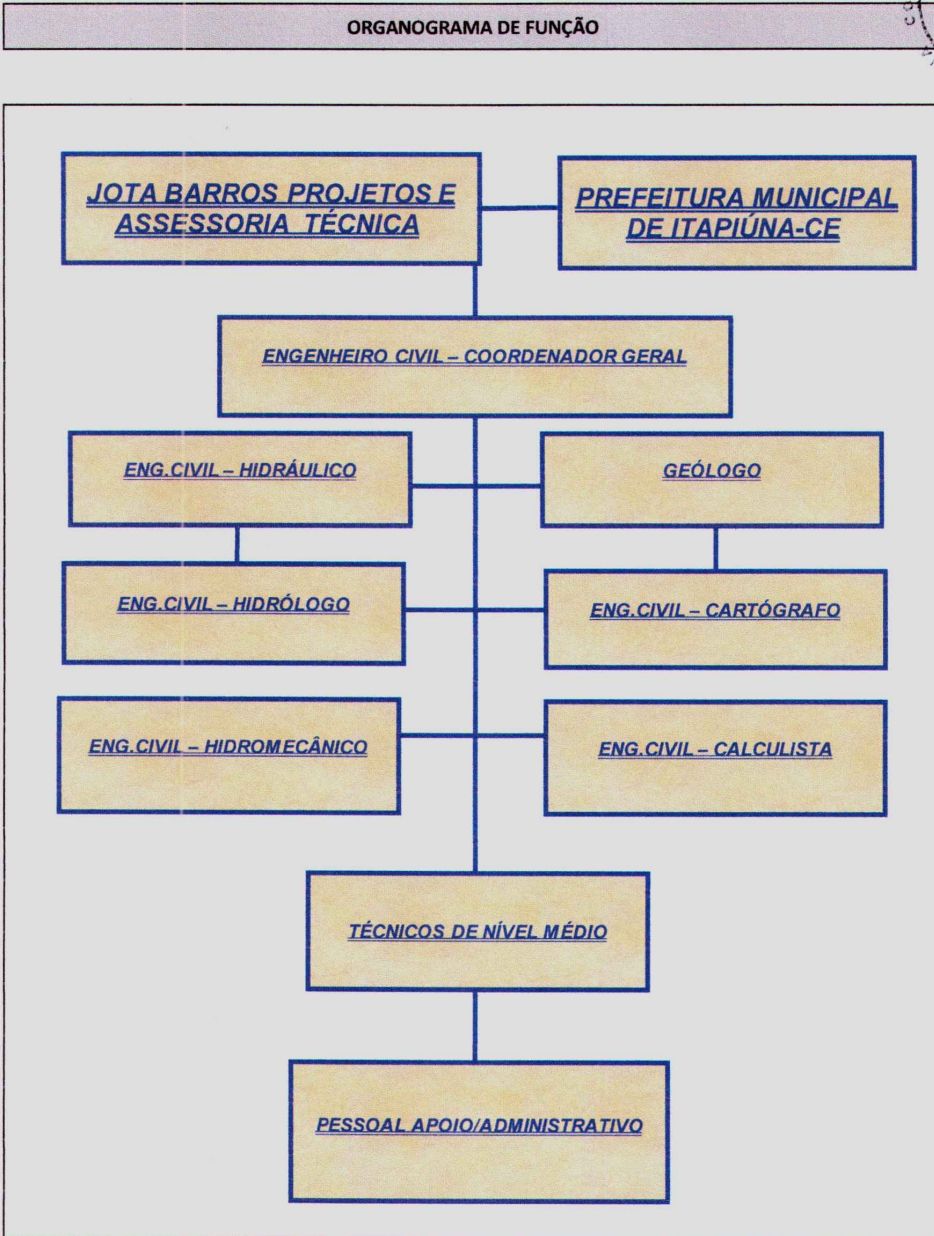 ORGANOGRAMA DE FUNÇÃO
JOTA BARROS PROJETOS E
ASSESSORIA TÉCNICA
PREFEITURA MUNICIPAL
DE ITAPIÚNA-CE
ENGENHEIRO CIVIL – COORDENADOR GERAL
ENG.CIVIL – HIDRÁULICO
GEÓLOGO
ENG.CIVIL – HIDRÓLOGO
ENG.CIVIL – CARTÓGRAFO
ENG.CIVIL – HIDROMECÂNICO
ENG.CIVIL – CALCULISTA
TÉCNICOS DE NÍVEL MÉDIO
PESSOAL APOIO/ADMINISTRATIVO